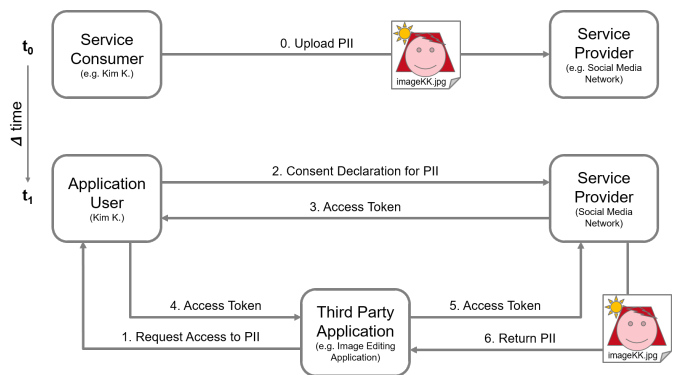 t0
Service
Consumer
(e.g. Kim K.)
0. Upload PII
imageKK.jpg
Service
Provider
(e.g. Social Media
Network)
Δ time
t1
Application
User
(Kim K.)
2. Consent Declaration for PII
3. Access Token
Service
Provider
(Social Media
Network)
4. Access Token
1. Request Access to PII
Third Party
Application
(e.g. Image Editing
Application)
5. Access Token
6. Return PII
imageKK.jpg